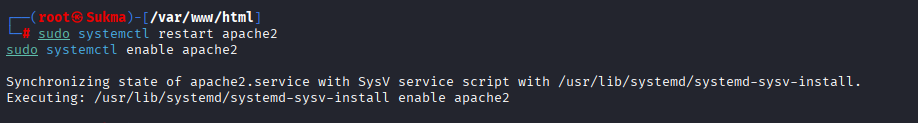 ┌──(root㉿Sukma)-[/var/www/html]
└─# sudo systemctl restart apache2
sudo systemctl enable apache2
Synchronizing state of apache2.service with SysV service script with /usr/lib/systemd/systemd-sysv-install.
Executing: /usr/lib/systemd/systemd-sysv-install enable apache2